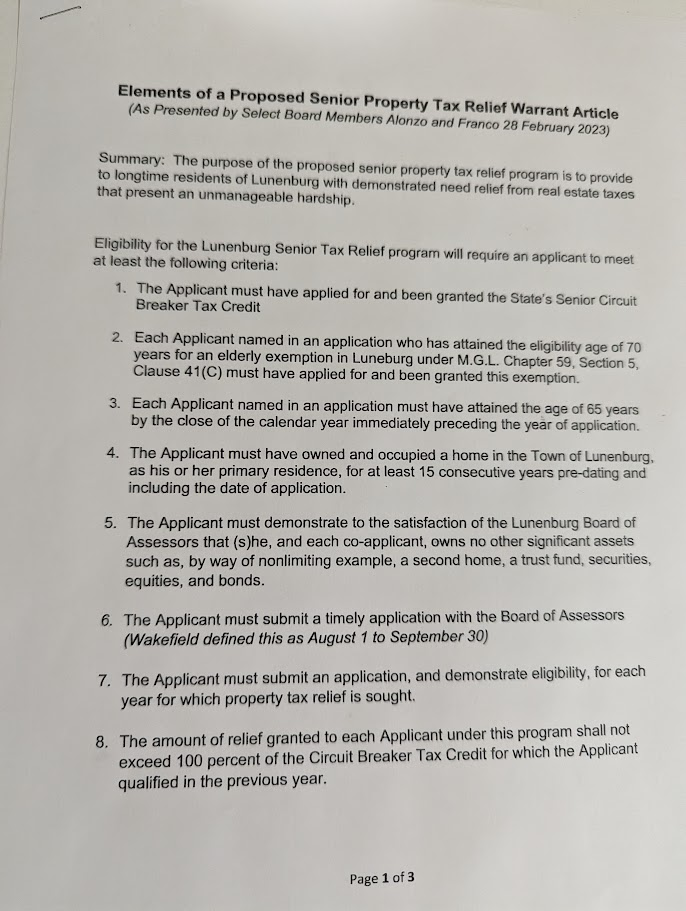 Elements of a Proposed Senior Property Tax Relief Warrant Article
(As Presented by Select Board Members Alonzo and Franco 28 February 2023)
Summary: The purpose of the proposed senior property tax relief program is to provide
to longtime residents of Lunenburg with demonstrated need relief from real estate taxes
that present an unmanageable hardship.
Eligibility for the Lunenburg Senior Tax Relief program will require an applicant to meet
at least the following criteria:
1. The Applicant must have applied for and been granted the State's Senior Circuit
Breaker Tax Credit
2. Each Applicant named in an application who has attained the eligibility age of 70
years for an elderly exemption in Luneburg under M.G.L. Chapter 59, Section 5,
Clause 41(C) must have applied for and been granted this exemption.
3. Each Applicant named in an application must have attained the age of 65 years
by the close of the calendar year immediately preceding the year of application.
4. The Applicant must have owned and occupied a home in the Town of Lunenburg,
as his or her primary residence, for at least 15 consecutive years pre-dating and
including the date of application.
5. The Applicant must demonstrate to the satisfaction of the Lunenburg Board of
Assessors that (s)he, and each co-applicant, owns no other significant assets
such as, by way of nonlimiting example, a second home, a trust fund, securities,
equities, and bonds.
6. The Applicant must submit a timely application with the Board of Assessors
(Wakefield defined this as August 1 to September 30)
7. The Applicant must submit an application, and demonstrate eligibility, for each
year for which property tax relief is sought.
8. The amount of relief granted to each Applicant under this program shall not
exceed 100 percent of the Circuit Breaker Tax Credit for which the Applicant
qualified in the previous year.
Page 1 of 3